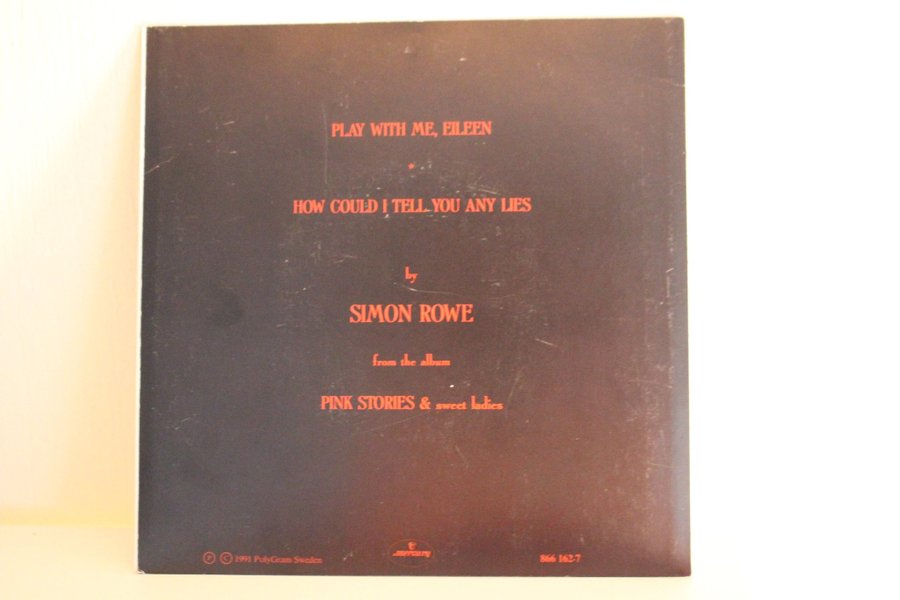 PLAY WITH ME, EILEEN
*
HOW COULD I TELL YOU ANY LIES
by
SIMON ROWE
from the album
PINK STORIES & sweet ladies
Ⓟ © 1991 PolyGram Sweden
mercury
866 162-7